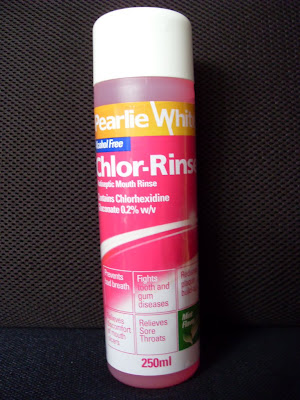 Pearlie White
Alcohol Free
Chlor-Rinse
Antiseptic Mouth Rinse
Contains Chlorhexidine
Gluconate 0.2% w/v
Prevents
bad breath
Fights
tooth and
gum
diseases
Relieves
discomfort
of mouth
ulcers
Relieves
Sore
Throats
Mint
250ml